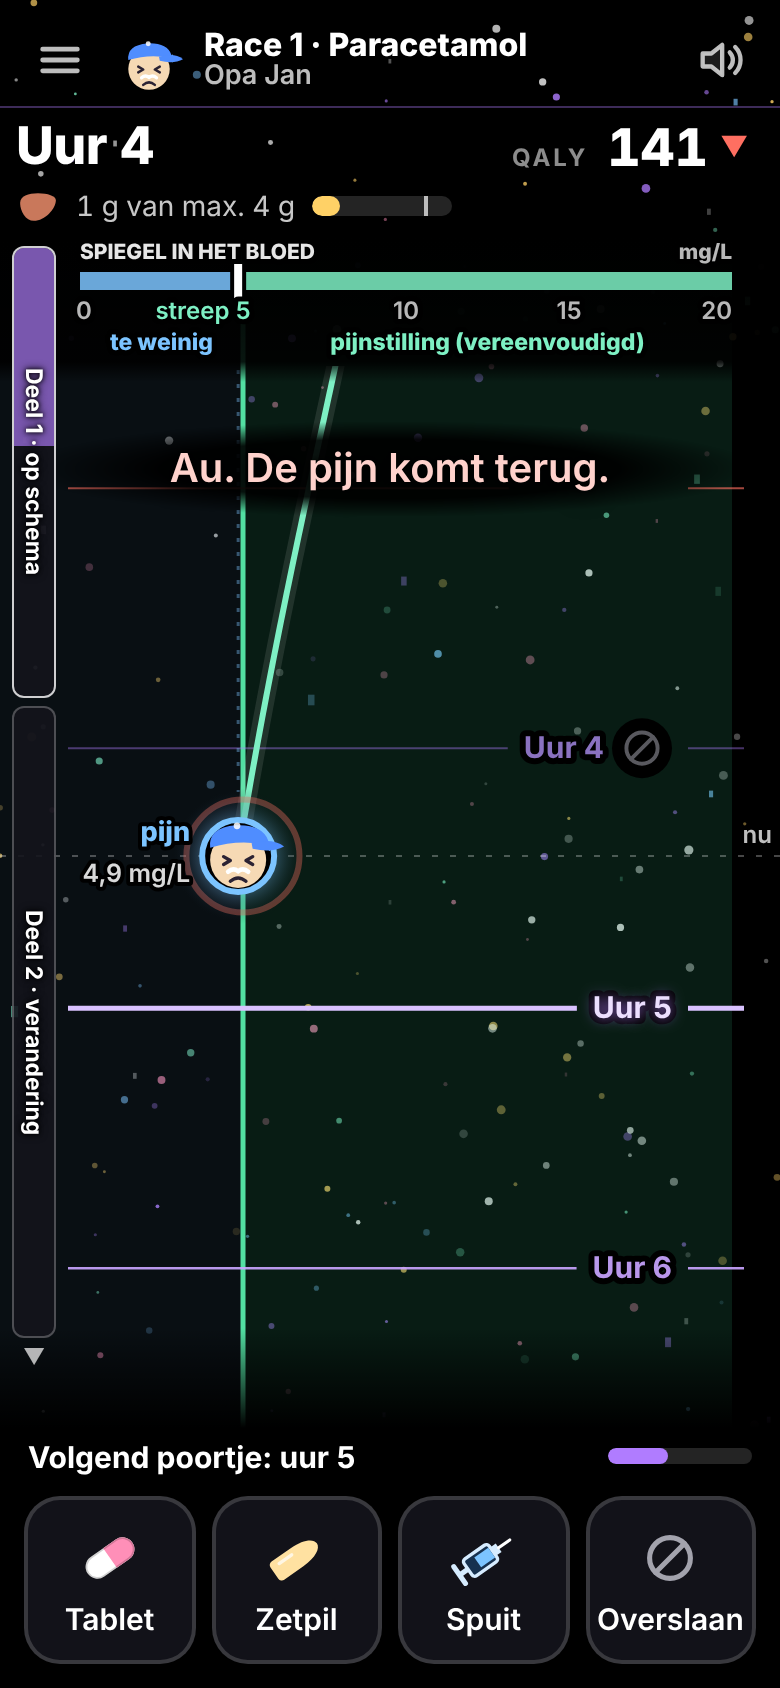 Race 1 · Paracetamol
Opa Jan
Uur 4
QALY 141
1 g van max. 4 g
SPIEGEL IN HET BLOED mg/L
0 streep 5 10 15 20
te weinig pijnstilling (vereenvoudigd)
Deel 1 · op schema
Au. De pijn komt terug.
Uur 4
pijn
nu
4,9 mg/L
Deel 2 · verandering
Uur 5
Uur 6
Volgend poortje: uur 5
Tablet Zetpil Spuit Overslaan